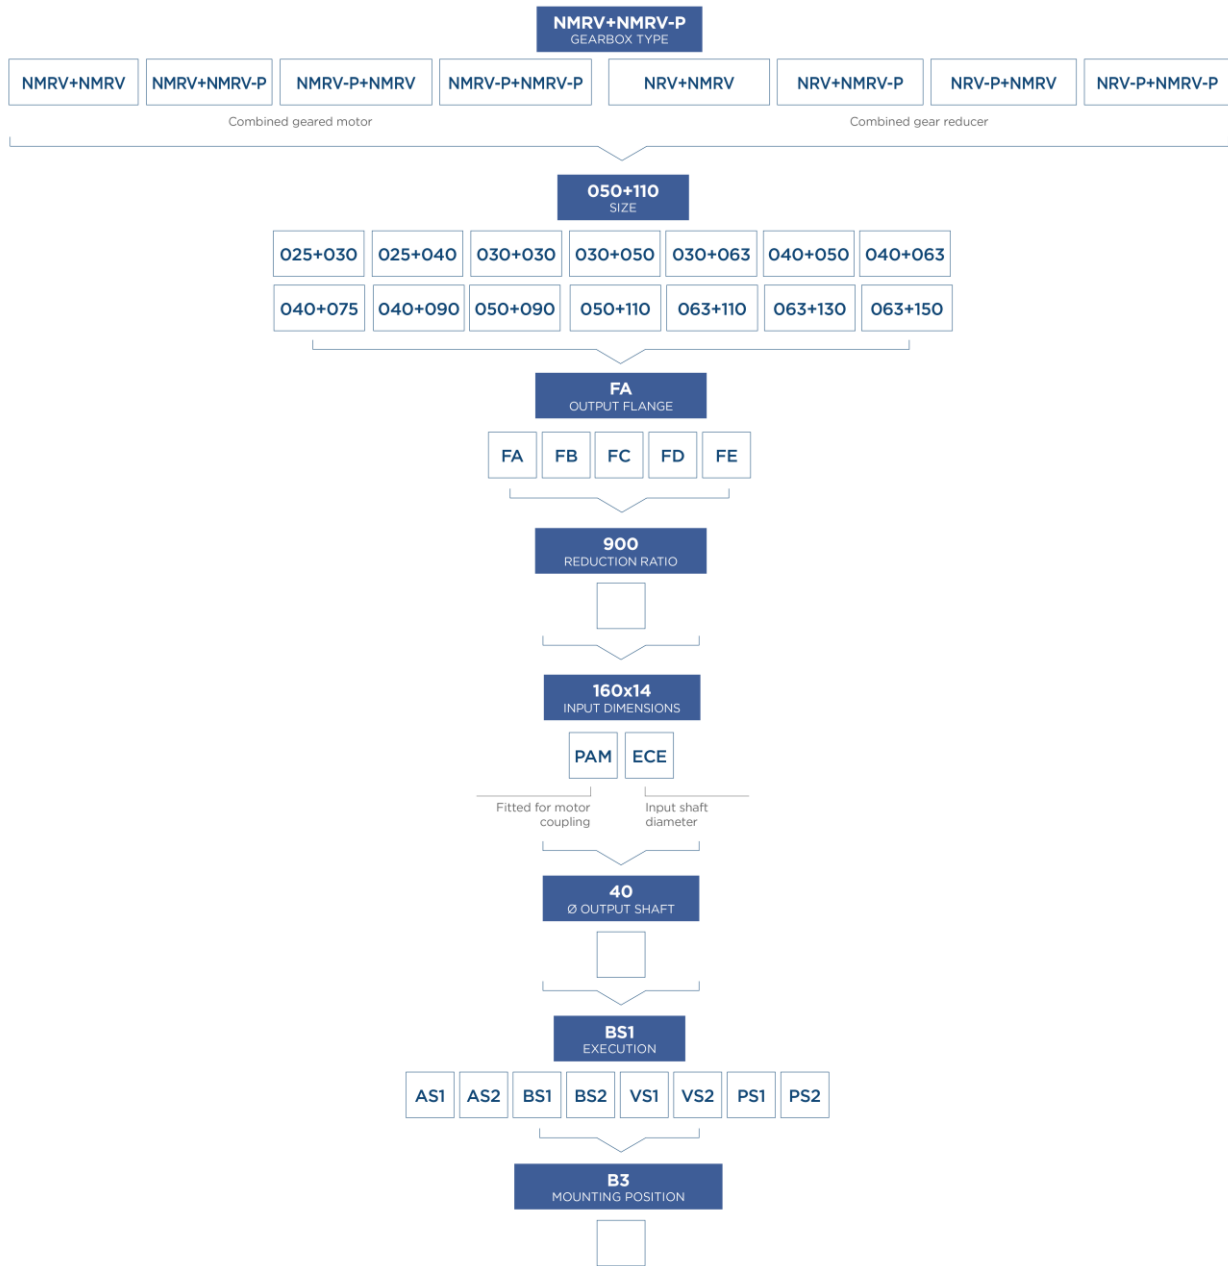 NMRV+NMRV-P
GEARBOX TYPE
NMRV+NMRV NMRV+NMRV-P NMRV-P+NMRV NMRV-P+NMRV-P NRV+NMRV NRV+NMRV-P NRV-P+NMRV NRV-P+NMRV-P
Combined geared motor Combined gear reducer
050+110
SIZE
025+030 025+040 030+030 030+050 030+063 040+050 040+063
040+075 040+090 050+090 050+110 063+110 063+130 063+150
FA
OUTPUT FLANGE
FA FB FC FD FE
900
REDUCTION RATIO
160x14
INPUT DIMENSIONS
PAM ECE
Fitted for motor Input shaft
coupling diameter
40
Ø OUTPUT SHAFT
BS1
EXECUTION
AS1 AS2 BS1 BS2 VS1 VS2 PS1 PS2
B3
MOUNTING POSITION